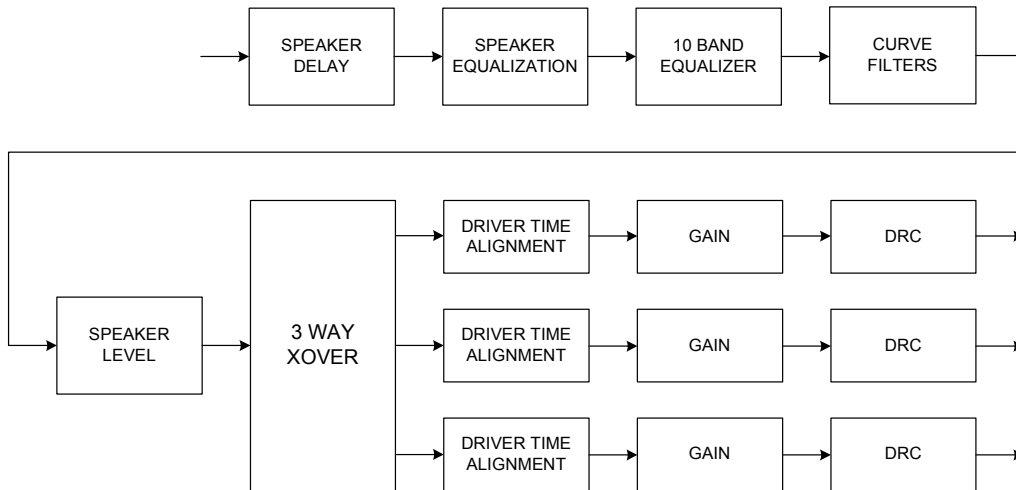 SPEAKER
DELAY
SPEAKER
EQUALIZATION
10 BAND
EQUALIZER
CURVE
FILTERS
DRIVER TIME
ALIGNMENT
GAIN
DRC
SPEAKER
LEVEL
3 WAY
XOVER
DRIVER TIME
ALIGNMENT
GAIN
DRC
DRIVER TIME
ALIGNMENT
GAIN
DRC